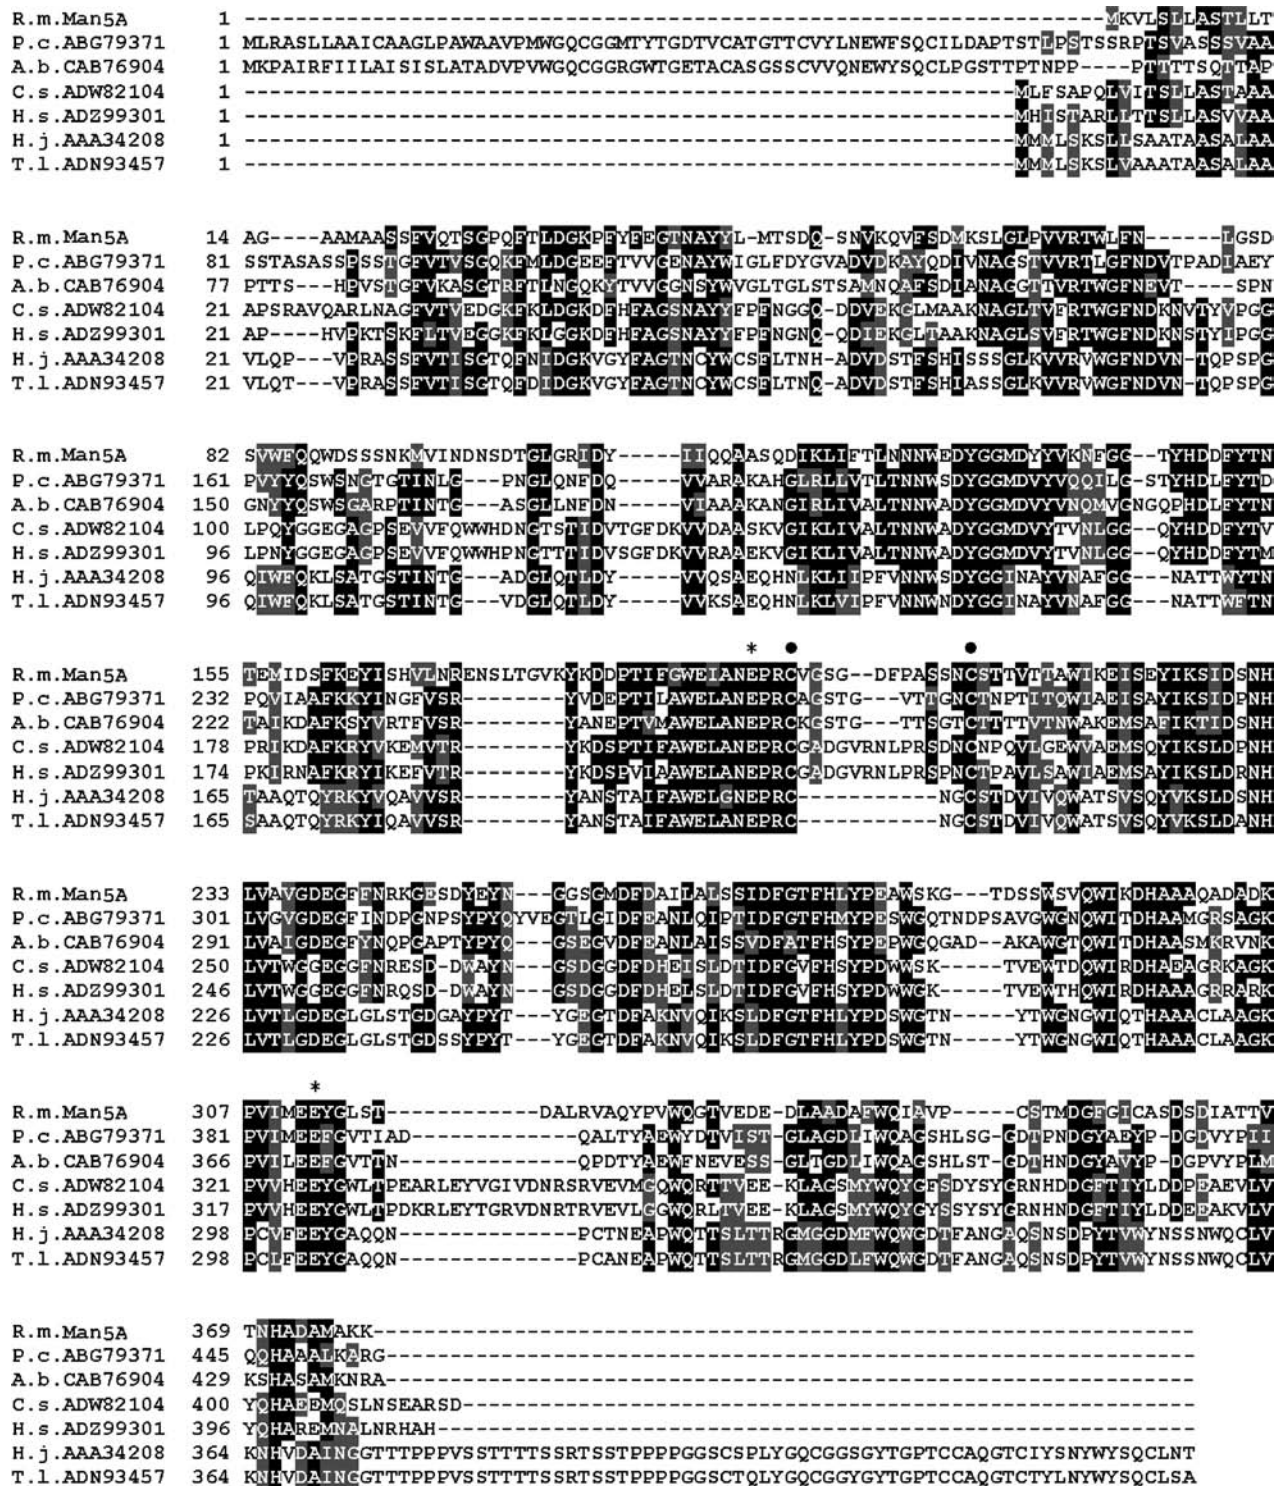 R.m.Man5A 1 -------------------------------------------------------------------MKVLSLLASTLLT
P.c.ABG79371 1 MLRASLLAAICAAGLPAWAAVPMWGQCGGMTYTGDTVCATGTTCVYLNEWFSQCILDAPTSTLPSTSSRPTSVASSSVAA
A.b.CAB76904 1 MKPAIRFIILAISISLATADVPVWGQCGGRGWTGETACASGSSCVVQNEWYSQCLPGSTTPTNPP----PTTTTSQTTAP
C.s.ADW82104 1 ------------------------------------------------------------MLFSAPQLVITSLLASTAAA
H.s.ADZ99301 1 ------------------------------------------------------------MHISTARLLTTSLLASVVAA
H.j.AAA34208 1 ------------------------------------------------------------MMMLSKSLLSAATAASALAA
T.l.ADN93457 1 ------------------------------------------------------------MMMLSKSLVAAATAASALAA
R.m.Man5A 14 AG----AAMAASSFVQTSGPQFTLDGKPFYFEGTNAYYL-MTSDQ-SNVKQVFSDMKSLGLPVVRTWLFN------LGSD
P.c.ABG79371 81 SSTASASSPSSTGFVTVSGQKFMLDGEEFTVVGENAYWIGLFDYGVADVDKAYQDIVNAGSTVVRTLGFNDVTPADIAEY
A.b.CAB76904 77 PTTS---HPVSTGFVKASGTRFTLNGQKYTVVGGNSYWVGLTGLSTSAMNQAFSDIANAGGTTVRTWGFNEVT----SPN
C.s.ADW82104 21 APSRAVQARLNAGFVTVEDGKFKLDGKDFHFAGSNAYYFPFNGGQ-DDVEKGLMAAKNAGLTVFRTWGFNDKNVTYIPGG
H.s.ADZ99301 21 AP---HVPKTSKFLTVEGGKFKLGGKDFHFAGSNAYYFPFNGNQ-QDIEKGLTAAKNAGLSVFRTWGFNDKNSTYIPGG
H.j.AAA34208 21 VLQP---VPRASSFVTISGTQFNIDGKVGYFAGTNCYWCSFLTNH-ADVDSTFSHISSSGLKVVRVWGFNDVN-TQPSPG
T.l.ADN93457 21 VLQT---VPRASSFVTISGTQFDIDGKVGYFAGTNCYWCSFLTNQ-ADVDSTFSHIASSGLKVVRVWGFNDVN-TQPSPG
R.m.Man5A 82 SVWFQQWDSSSNKMVINDNSDTGLGRIDY-----IIQQAASQDIKLIFTLNNNWEDYGGMDYYVKNFGG--TYHDDFYTN
P.c.ABG79371 161 PVYYQSWSNGTGTINLG---PNGLQNFDQ-----VVARAKAHGLRLLVTLTNNWADYGGMDVYVQQILG-STYHDLFYTD
A.b.CAB76904 150 GNYYQSWSGARPTINTG---ASGLLNFDN-----VIAAAKANGIRLIVALTNNWADYGGMDVYVNQMVGNGQPHDLFYTN
C.s.ADW82104 100 LPQYGGEGAGPSEVVFQWWHDNGTSTIDVTGFDKVVDAASKVGIKLIVALTNNWADYGGMDVYTVNLGG--QYHDDFYTV
H.s.ADZ99301 96 LPNYGGEGAGPSEVVFQWWHPNGTTTIDVSGFDKVVRAAEKVGIKLIVALTNNWADYGGMDVYTVNLGG--QYHDDFYTM
H.j.AAA34208 96 QIWFQKLSATGSTINTG---ADGLQTLDY-----VVQSAEQHNLKLIIPFVNNWSDYGGINAYVNAFGG--NATTWYTN
T.l.ADN93457 96 QIWFQKLSATGSTINTG---VDGLQTLDY-----VVKSAEQHNLKLVIPFVNNWNDYGGINAYVNAFGG--NATTWFTN
* ● ●
R.m.Man5A 155 TEMIDSFKEYISHVLNRENSLTGVKYKDDPTIFGWEIANEPRCVGSG--DFPASSNCSTTVTTAWIKEISEYIKSIDSNH
P.c.ABG79371 232 PQVIAAFKKYINGFVSR--------YVDEPTILAWELANEPRCAGSTG---VTTGNCTNPTITQWIAEISAYIKSIDPNH
A.b.CAB76904 222 TAIKDAFKSYVRTFVSR--------YANEPTVMAWELANEPRCKGSTG---TTSGTCTTTTVTNWAKEMSAFIKTIDSNH
C.s.ADW82104 178 PRIKDAFKRYVKEMVTR--------YKDSPTIFAWELANEPRCGADGVRNLPRSDNCNPQVLGEWVAEMSQYIKSLDPNH
H.s.ADZ99301 174 PKIRNAFKRYIKEFVTR--------YKDSPVIAAWELANEPRCGADGVRNLPRSPNCTPAVLSAWIAEMSAYIKSLDRNH
H.j.AAA34208 165 TAAQTQYRKYVQAVVSR--------YANSTAIFAWELGNEPRC-----------NGCSTDVIVQWATSVSQYVKSLDSNH
T.l.ADN93457 165 SAAQTQYRKYIQAVVSR--------YANSTAIFAWELANEPRC-----------NGCSTDVIVQWATSVSQYVKSLDANH
R.m.Man5A 233 LVAVGDEGFFNRKGESDYEYN---GGSGMDFDAILALSSIDFGTFHLYPEAWSKG---TDSSWSVQWIKDHAAAQADADK
P.c.ABG79371 301 LVGVGDEGFINDPGNPSYPYQYVEGTLGIDFEANLQIPTIDFGTFHMYPESWGQTNDPSAVGWGNQWITDHAAMGRSAGK
A.b.CAB76904 291 LVAIGDEGFYNQPGAPTYPYQ---GSEGVDFEANLAISSVDFATFHSYPEPWGQGAD--AKAWGTQWITDHAASMKRVNK
C.s.ADW82104 250 LVTWGGEGGFNRESD-DWAYN---GSDGGDFDHEISLDTIDFGVFHSYPDWWSK-----TVEWTDQWIRDHAEAGRKAGK
H.s.ADZ99301 246 LVTWGGEGGFNRQSD-DWAYN---GSDGGDFDHELSLDTIDFGVFHSYPDWWGK-----TVEWTHQWIRDHAAAGRRARK
H.j.AAA34208 226 LVTLGDEGLGLSTGDGAYPYT---YGEGTDFAKNVQIKSLDFGTFHLYPDSWGTN----YTWGNGWIQTHAAACLAAGK
T.l.ADN93457 226 LVTLGDEGLGLSTGDSSYPYT---YGEGTDFAKNVQIKSLDFGTFHLYPDSWGTN----YTWGNGWIQTHAAACLAAGK
*
R.m.Man5A 307 PVIMEEYGLST------------DALRVAQYPVWQGTVEDE-DLAADAFWQIAVP-----CSTMDGFGICASDSDIATTV
P.c.ABG79371 381 PVIMEEFGVTIAD-------------QALTYAEWYDTVIST-GLAGDLIWQAGSHLSG-GDTPNDGYAEYP-DGDVYPII
A.b.CAB76904 366 PVILEEFGVTTN--------------QPDTYAEWFNEVESS-GLTGDLIWQAGSHLST-GDTHNDGYAVYP-DGPVYPLM
C.s.ADW82104 321 PVVHEEYGWLTPEARLEYVGIVDNRSRVEVMGQWQRTTVEE-KLAGSMYWQYGFSDYSYGRNHDDGFTIYLDDPEAEVLV
H.s.ADZ99301 317 PVVHEEYGWLTPDKRLEYTGRVDNRTRVEVLGGWQRLTVEE-KLAGSMYWQYGYSSYSYGRNHNDGFTIYLDDEEAKVLV
H.j.AAA34208 298 PCVFEEYGAQQN--------------PCTNEAPWQTTSLTTRGMGGDMFWQWGDTFANGAQSNSDPYTVWYNSSNWQCLV
T.l.ADN93457 298 PCLFEEYGAQQN--------------PCANEAPWQTTSLTTRGMGGDLFWQWGDTFANGAQSNSDPYTVWYNSSNWQCLV
R.m.Man5A 369 TNHADAMAKK----------------------------------------------------------------
P.c.ABG79371 445 QQHAAALKARG---------------------------------------------------------------
A.b.CAB76904 429 KSHASAMKNRA---------------------------------------------------------------
C.s.ADW82104 400 YQHAEEMQSLNSEARSD---------------------------------------------------------
H.s.ADZ99301 396 YQHAREMNALNRHAH-----------------------------------------------------------
H.j.AAA34208 364 KNHVDAINGGTTTPPPVSSTTTTSSRTSSTPPPPGGSCSPLYGQCGGSGYTGPTCCAQGTCIYSNYWYSQCLNT
T.l.ADN93457 364 KNHVDAINGGTTTPPPVSSTTTTSSRTSSTPPPPGGSCTQLYGQCGGYGYTGPTCCAQGTCTYLNYWYSQCLSA